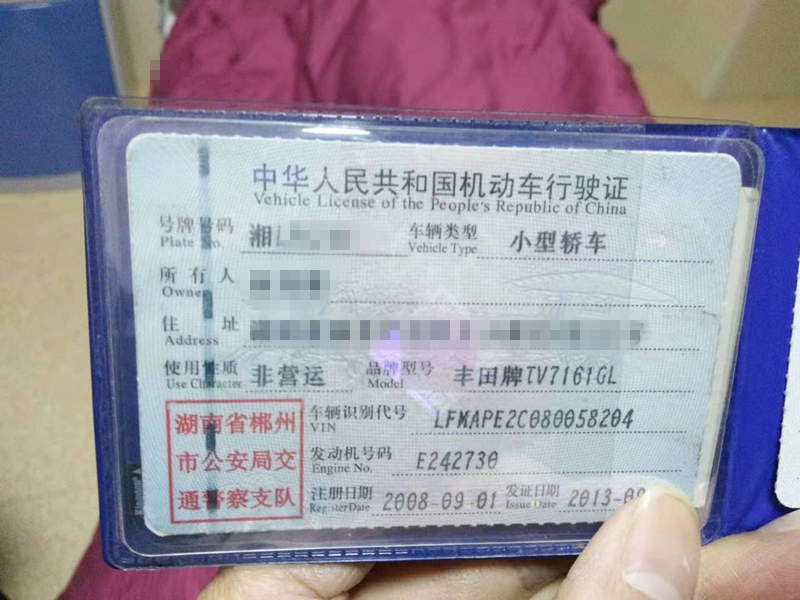 中华人民共和国机动车行驶证
Vehicle License of the People's Republic of China
号牌号码 湘 车辆类型 小型轿车
Plate No. Vehicle Type
所有人
Owner
住址
Address
使用性质 非营运 品牌型号 丰田牌TV7161GL
Use Character Model
湖南省郴州 车辆识别代号 LFMAPE2C080058204
VIN
市公安局交 发动机号码 E242730
Engine No.
通警察支队 注册日期 2008-09-01 发证日期 2013-0
Register Date Issue Date